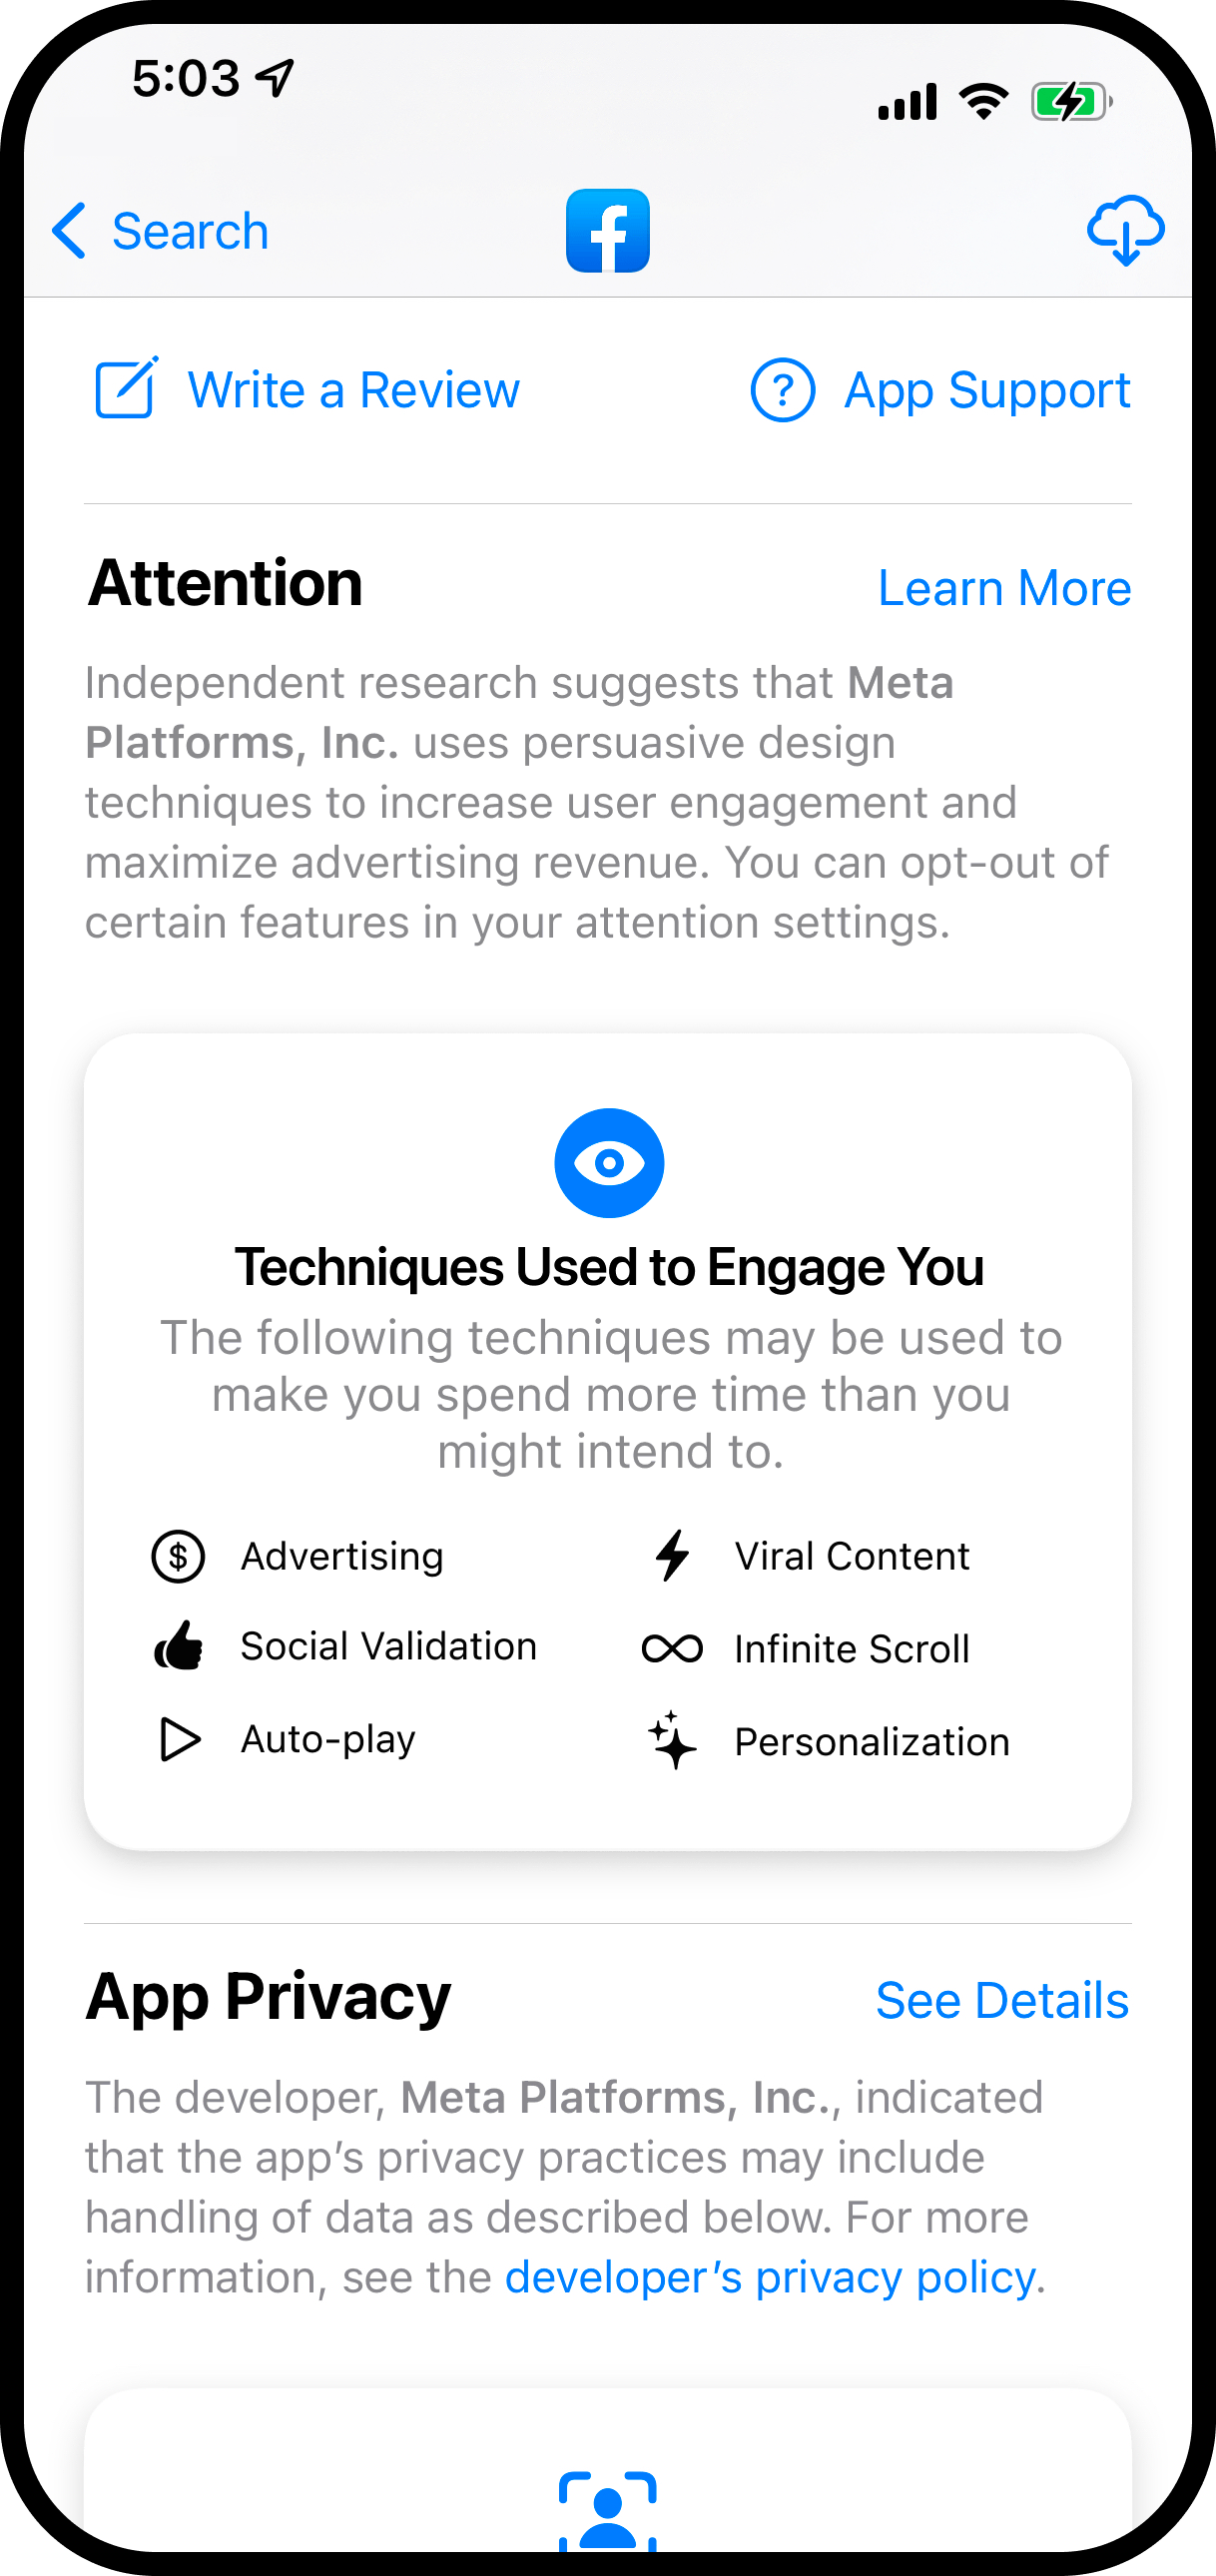 5:03
Search
Write a Review
App Support
Attention
Learn More
Independent research suggests that Meta
Platforms, Inc. uses persuasive design
techniques to increase user engagement and
maximize advertising revenue. You can opt-out of
certain features in your attention settings.
Techniques Used to Engage You
The following techniques may be used to
make you spend more time than you
might intend to.
$ Advertising
Viral Content
Social Validation
Infinite Scroll
Auto-play
Personalization
App Privacy
See Details
The developer, Meta Platforms, Inc., indicated
that the app’s privacy practices may include
handling of data as described below. For more
information, see the developer’s privacy policy.